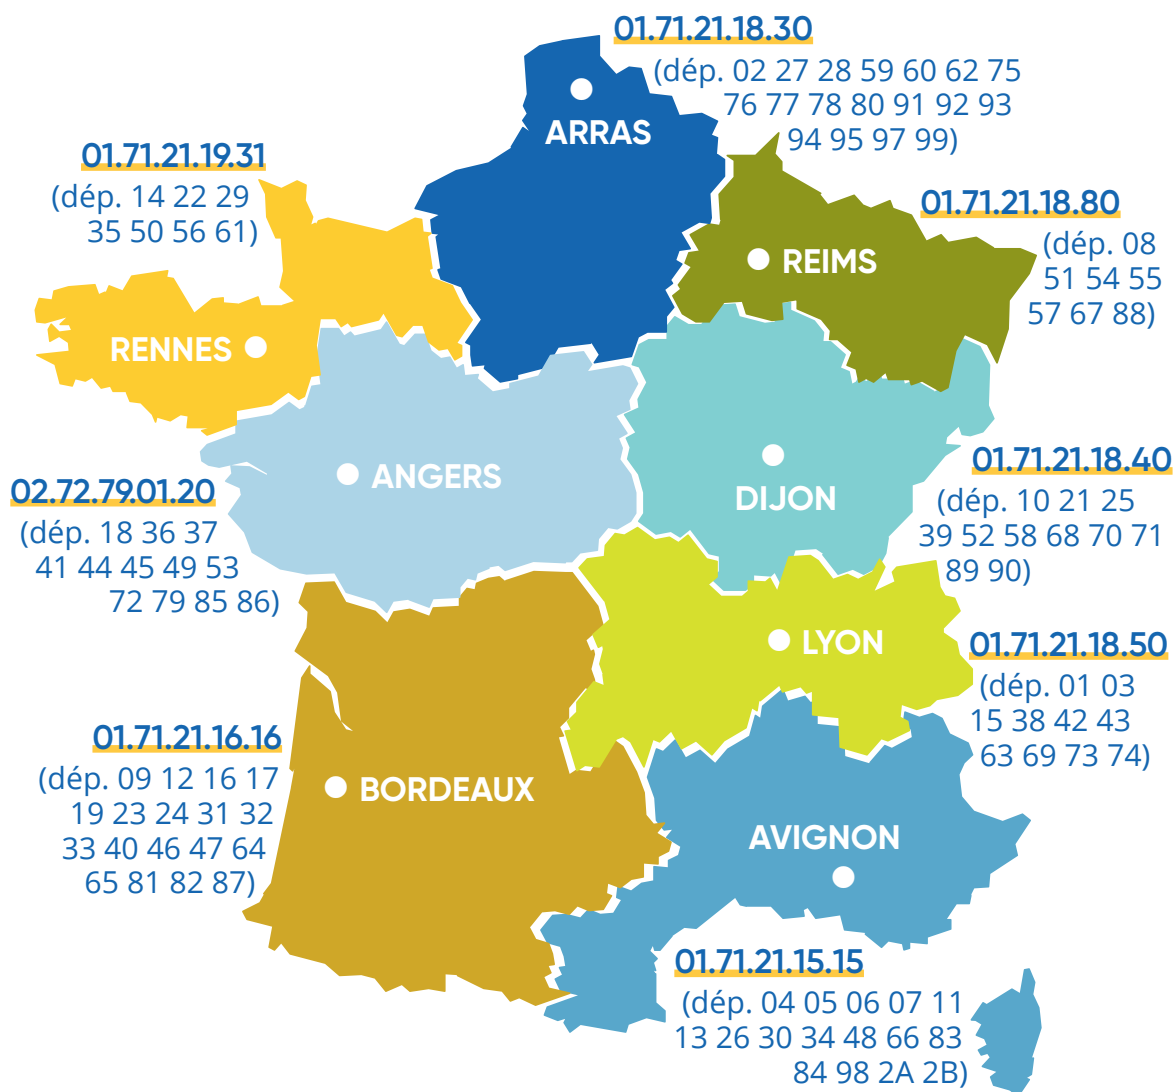 01.71.21.18.30
(dép. 02 27 28 59 60 62 75
76 77 78 80 91 92 93
94 95 97 99)
ARRAS
01.71.21.19.31
(dép. 14 22 29
35 50 56 61)
RENNES
01.71.21.18.80
(dép. 08
51 54 55
57 67 88)
REIMS
02.72.79.01.20
(dép. 18 36 37
41 44 45 49 53
72 79 85 86)
ANGERS
DIJON
01.71.21.18.40
(dép. 10 21 25
39 52 58 68 70 71
89 90)
LYON
01.71.21.18.50
(dép. 01 03
15 38 42 43
63 69 73 74)
01.71.21.16.16
(dép. 09 12 16 17
19 23 24 31 32
33 40 46 47 64
65 81 82 87)
BORDEAUX
AVIGNON
01.71.21.15.15
(dép. 04 05 06 07 11
13 26 30 34 48 66 83
84 98 2A 2B)